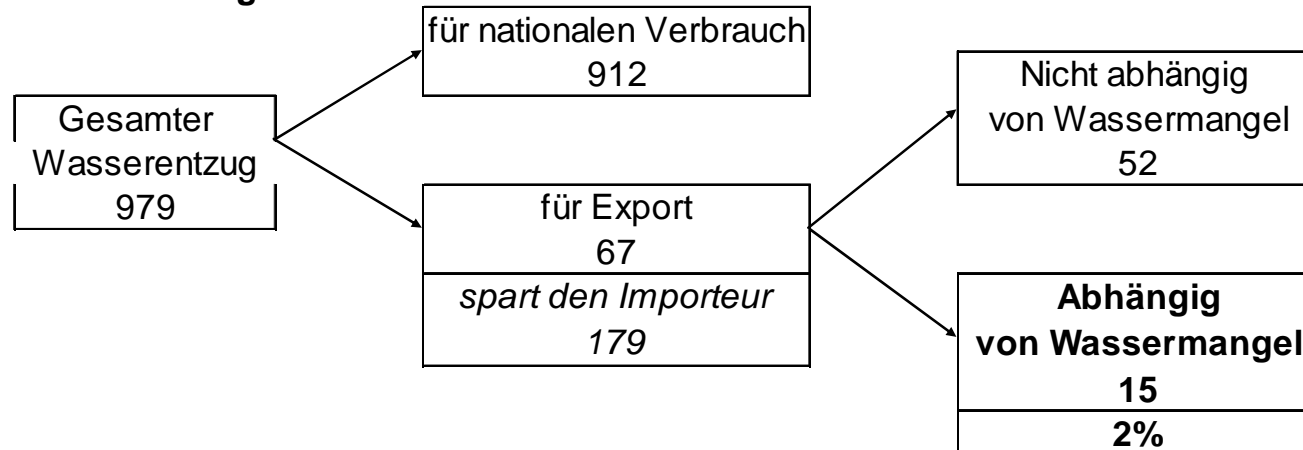 für nationalen Verbrauch
912
Gesamter
Wasserentzug
979
für Export
67
spart den Importeur
179
Nicht abhängig
von Wassermangel
52
Abhängig
von Wassermangel
15
2%